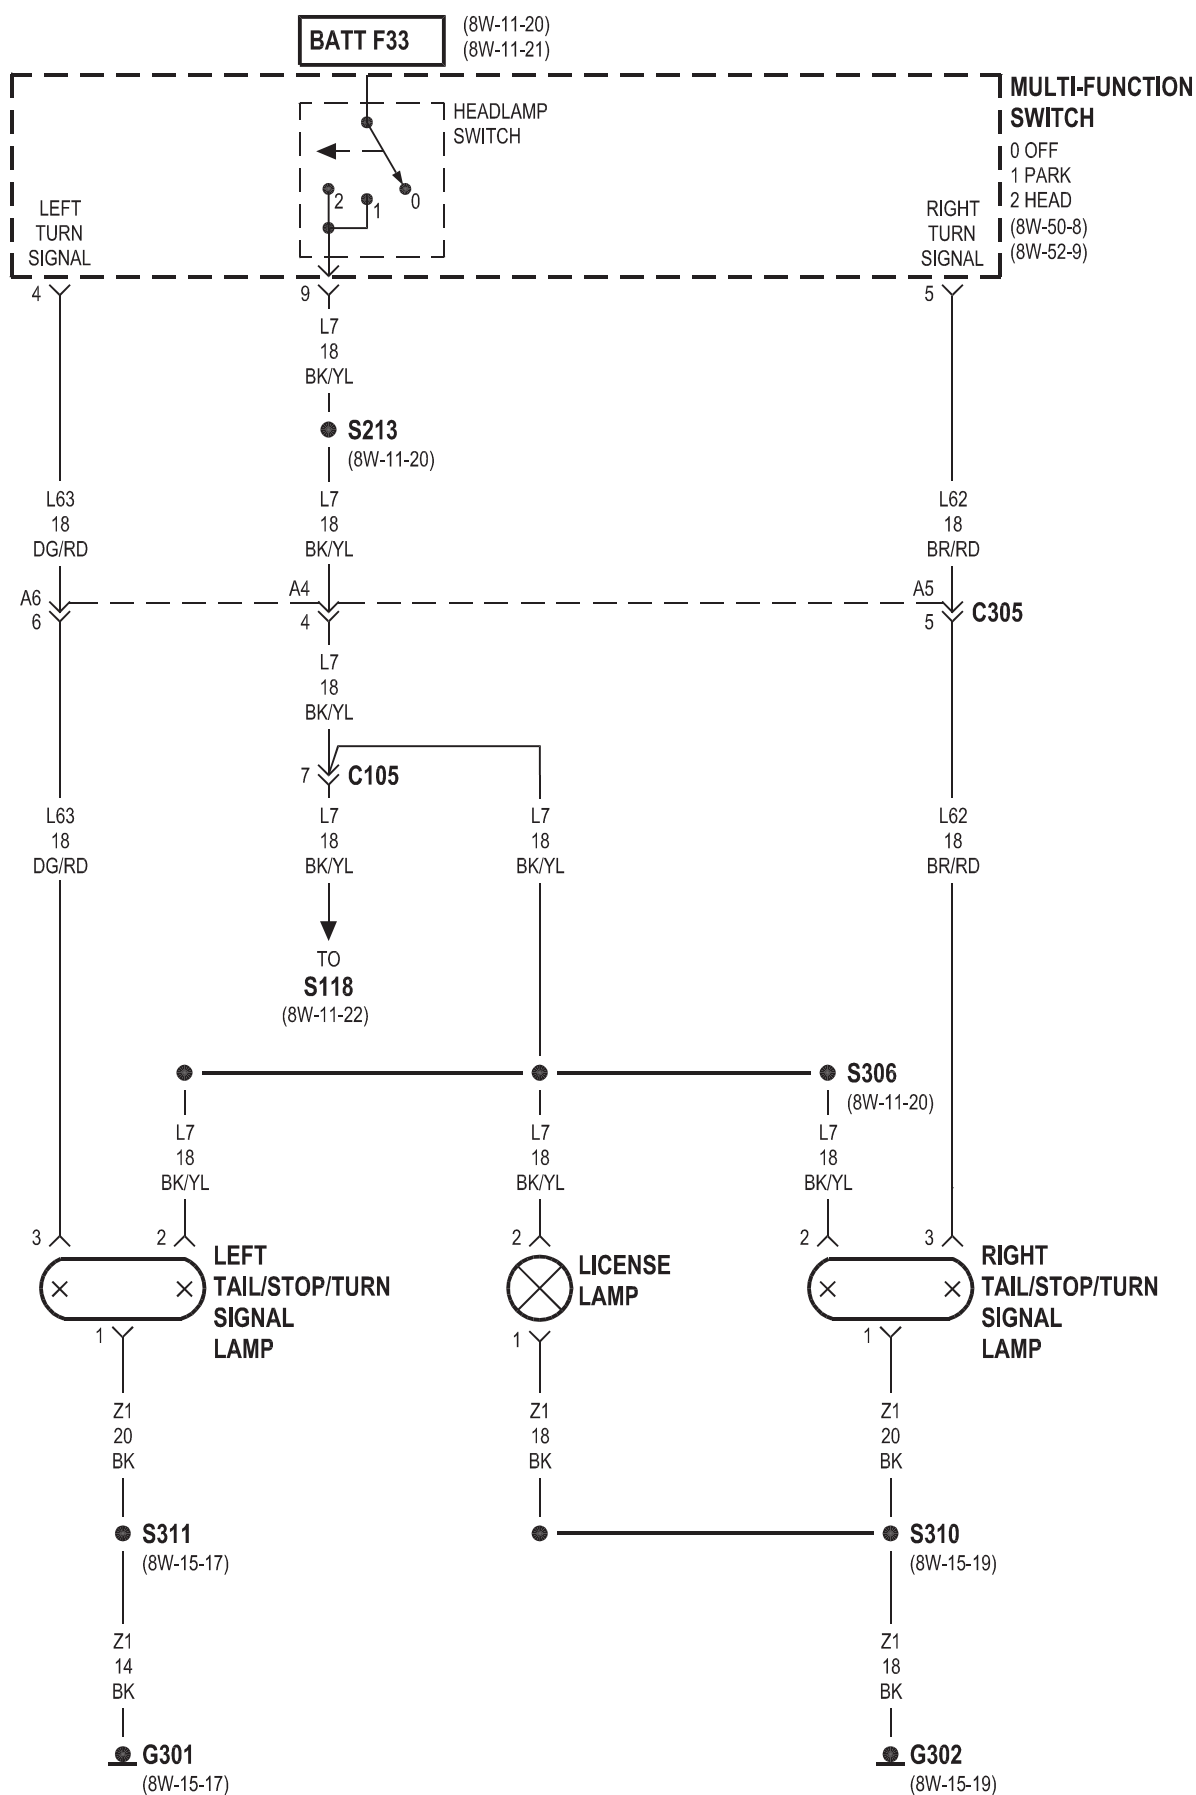 BATT F33
(8W-11-20)
(8W-11-21)
HEADLAMP
SWITCH
MULTI-FUNCTION
SWITCH
0 OFF
1 PARK
2 HEAD
(8W-50-8)
(8W-52-9)
2
1
0
LEFT
TURN
SIGNAL
RIGHT
TURN
SIGNAL
4
9
5
L7
18
BK/YL
S213
(8W-11-20)
L63
18
DG/RD
L7
18
BK/YL
L62
18
BR/RD
A6
A4
A5
6
4
5
C305
L7
18
BK/YL
7
C105
L63
18
DG/RD
L7
18
BK/YL
L7
18
BK/YL
L62
18
BR/RD
TO
S118
(8W-11-22)
S306
(8W-11-20)
L7
18
BK/YL
L7
18
BK/YL
L7
18
BK/YL
3
2
2
2
3
LEFT
TAIL/STOP/TURN
SIGNAL
LAMP
LICENSE
LAMP
RIGHT
TAIL/STOP/TURN
SIGNAL
LAMP
1
1
1
Z1
20
BK
Z1
18
BK
Z1
20
BK
S311
(8W-15-17)
S310
(8W-15-19)
Z1
14
BK
Z1
18
BK
G301
(8W-15-17)
G302
(8W-15-19)